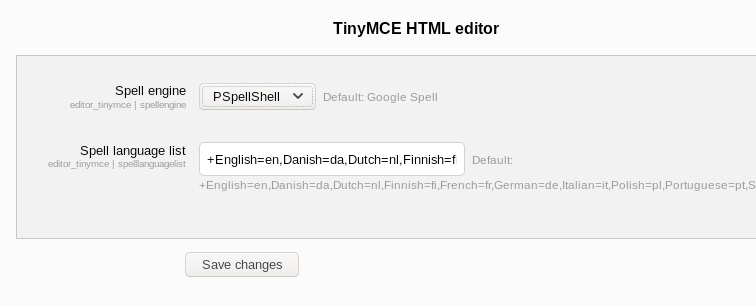 TinyMCE HTML editor
Spell engine
PSpellShell
Default: Google Spell
editor_tinymce | spellengine
Spell language list
+English=en,Danish=da,Dutch=nl,Finnish=f
Default:
editor_tinymce | spelllanguagelist
+English=en,Danish=da,Dutch=nl,Finnish=fi,French=fr,German=de,Italian=it,Polish=pl,Portuguese=pt,S
Save changes